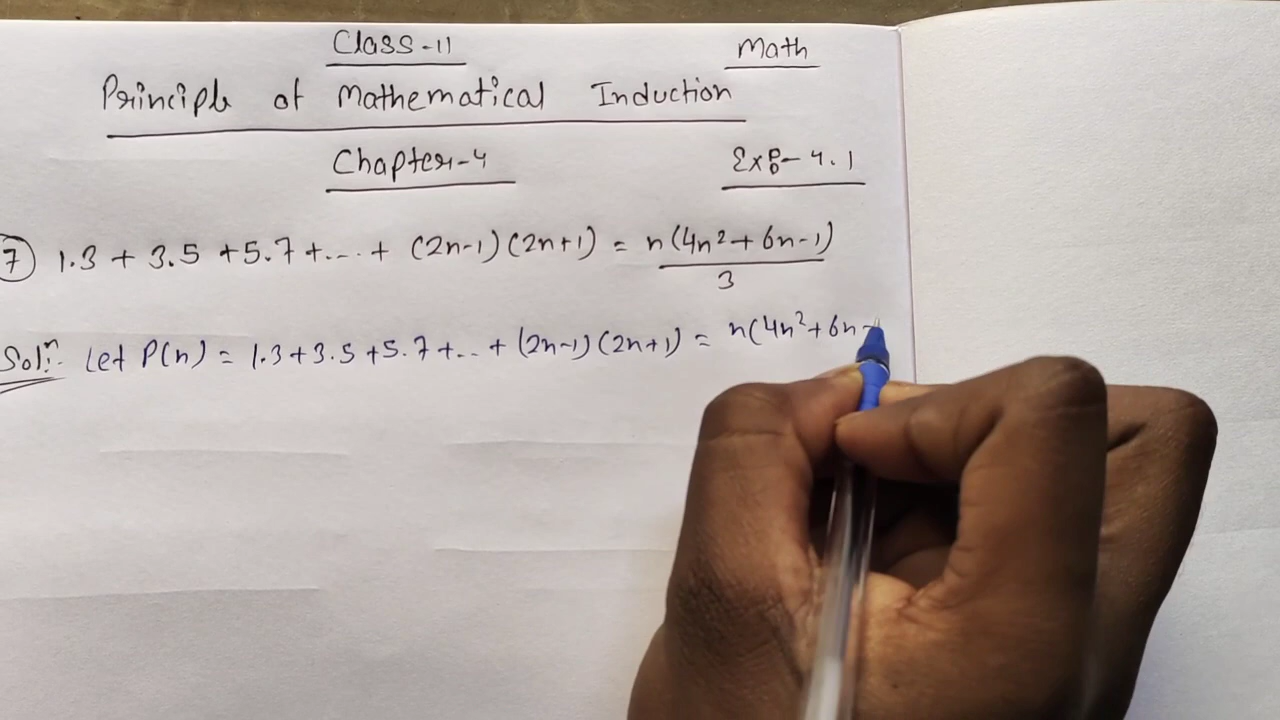 Class-11 Math
Principle of Mathematical Induction
Chapter-4 Exe-4.1
7 1.3 + 3.5 + 5.7 + ... + (2n-1)(2n+1) = n(4n²+6n-1)/3
Solⁿ:- Let P(n) = 1.3+3.5+5.7+...+(2n-1)(2n+1) = n(4n²+6n-